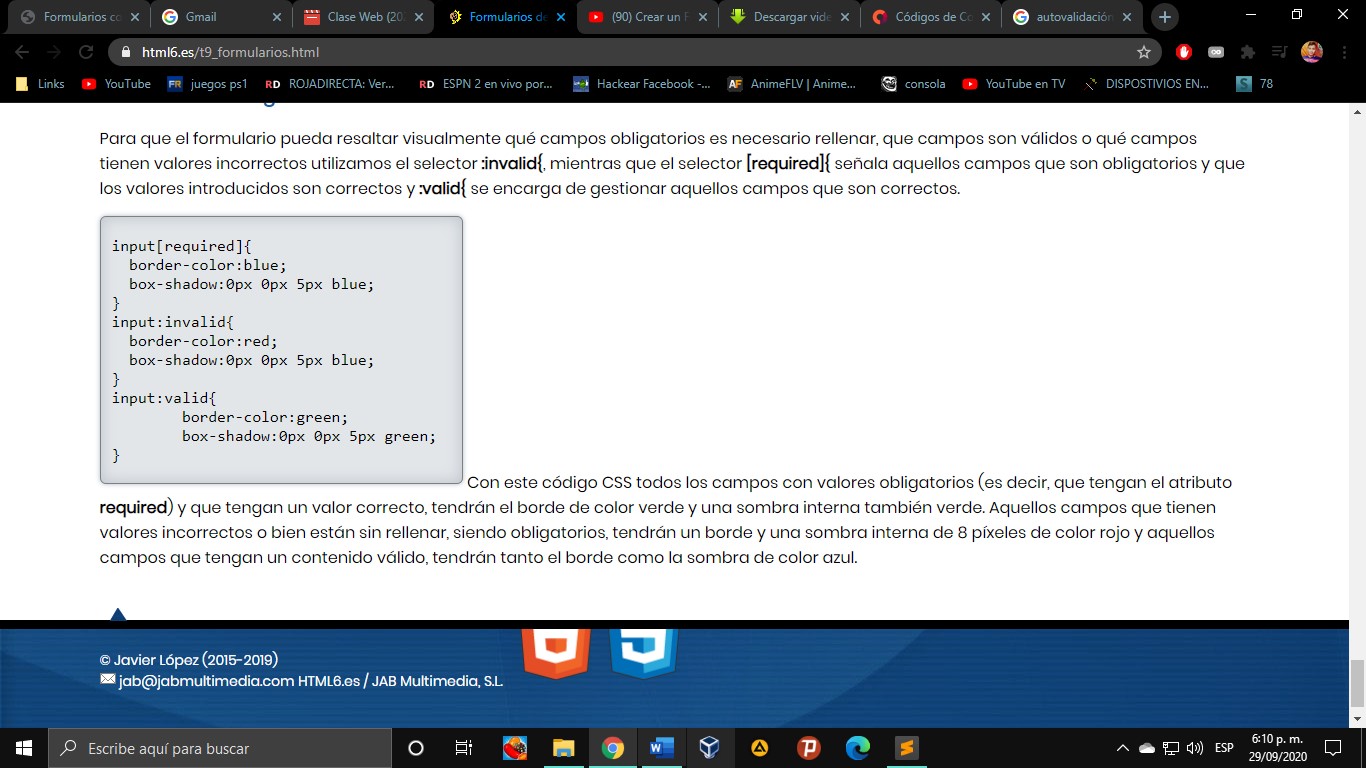 Formularios co
Gmail
Clase Web (202
Formularios de
(90) Crear un F
Descargar vide
Códigos de Co
autovalidación
html6.es/t9_formularios.html
Links
YouTube
FR juegos ps1
RD ROJADIRECTA: Ver...
RD ESPN 2 en vivo por...
Hackear Facebook -...
AF AnimeFLV | Anime...
consola
YouTube en TV
DISPOSTIVIOS EN...
S 78
Para que el formulario pueda resaltar visualmente qué campos obligatorios es necesario rellenar, que campos son válidos o qué campos
tienen valores incorrectos utilizamos el selector :invalid{, mientras que el selector [required]{ señala aquellos campos que son obligatorios y que
los valores introducidos son correctos y :valid{ se encarga de gestionar aquellos campos que son correctos.
input[required]{
border-color:blue;
box-shadow:0px 0px 5px blue;
}
input:invalid{
border-color:red;
box-shadow:0px 0px 5px blue;
}
input:valid{
border-color:green;
box-shadow:0px 0px 5px green;
}
Con este código CSS todos los campos con valores obligatorios (es decir, que tengan el atributo
required) y que tengan un valor correcto, tendrán el borde de color verde y una sombra interna también verde. Aquellos campos que tienen
valores incorrectos o bien están sin rellenar, siendo obligatorios, tendrán un borde y una sombra interna de 8 píxeles de color rojo y aquellos
campos que tengan un contenido válido, tendrán tanto el borde como la sombra de color azul.
© Javier López (2015-2019)
jab@jabmultimedia.com HTML6.es / JAB Multimedia, S.L.
Escribe aquí para buscar
ESP
6:10 p. m.
29/09/2020